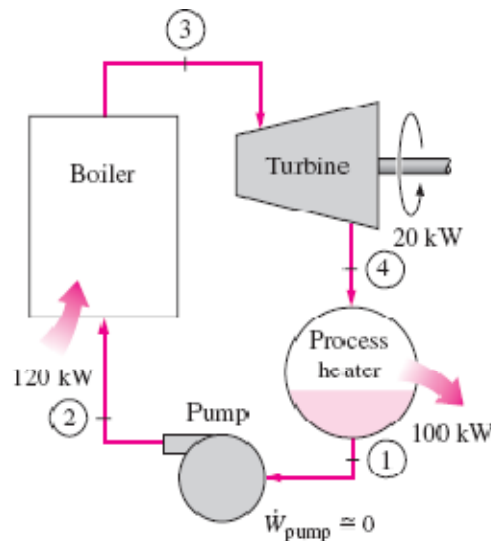 3
Boiler
Turbine
20 kW
4
Process
heater
120 kW
100 kW
2
Pump
1
Ẇpump ≃ 0